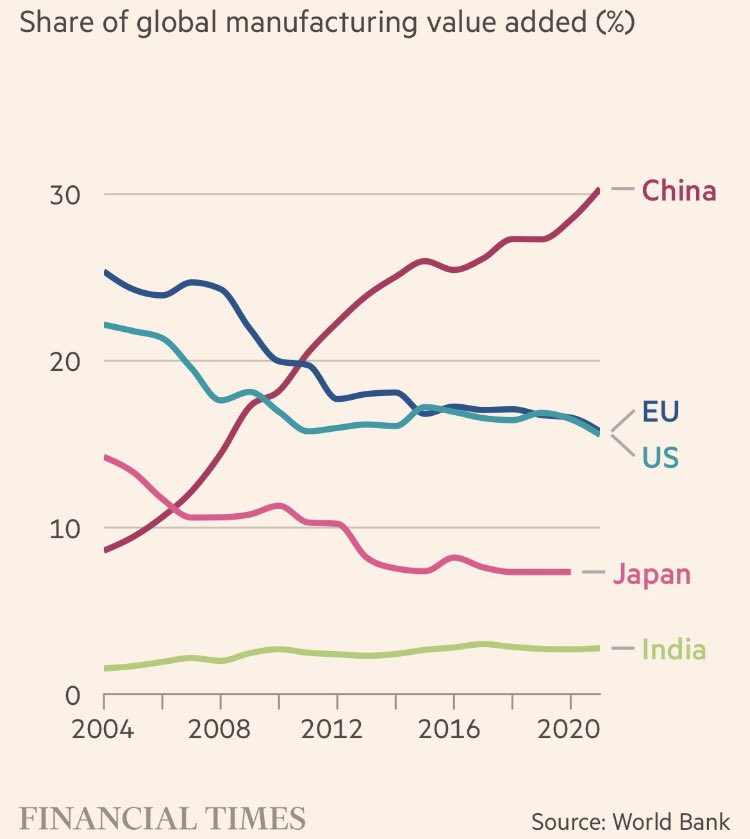 Share of global manufacturing value added (%)
30
China
20
EU
US
10
Japan
India
0
2004 2008 2012 2016 2020
FINANCIAL TIMES
Source: World Bank